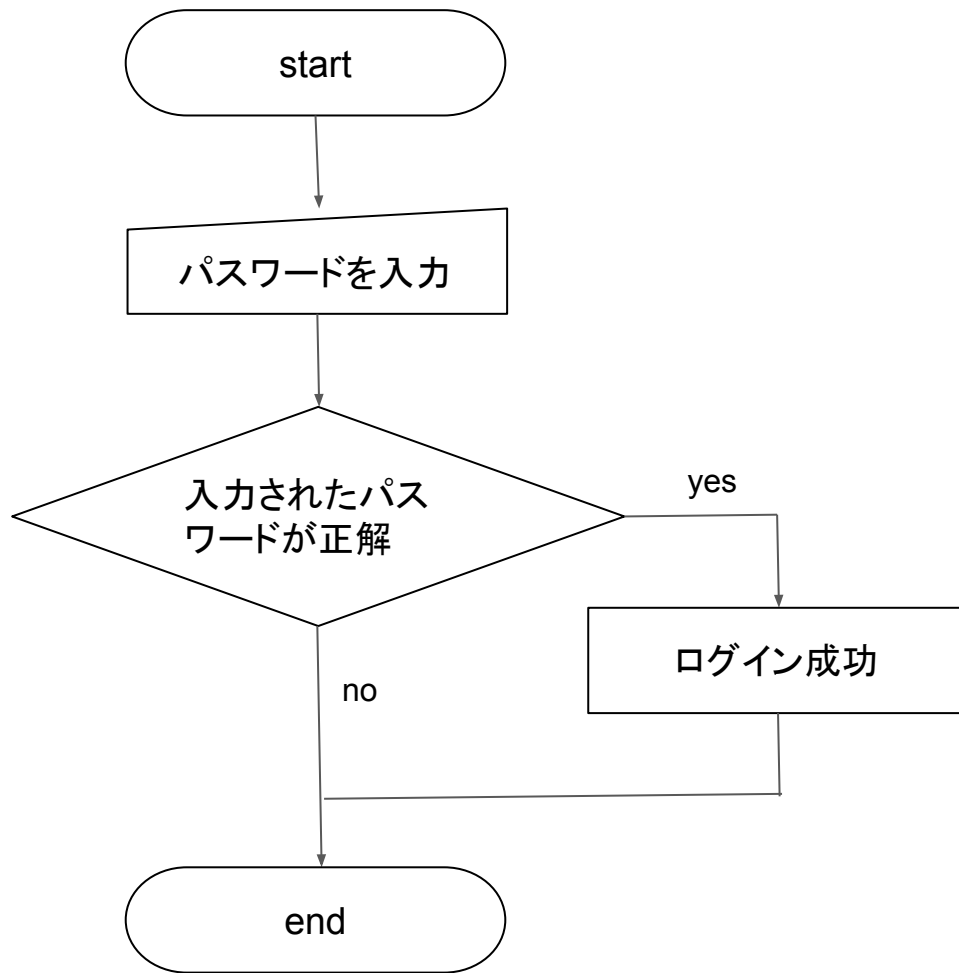 start
パスワードを入力
入力されたパス
ワードが正解
yes
ログイン成功
no
end